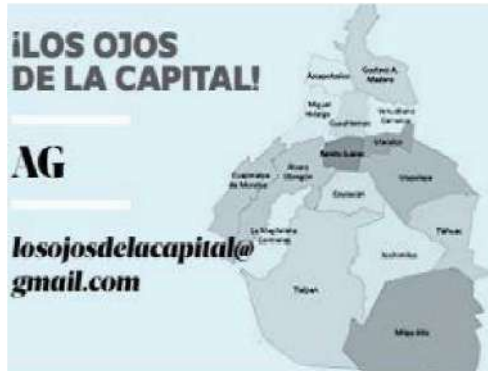 ¡LOS OJOS
DE LA CAPITAL!
AG
losojosdelacapital@
gmail.com
Azcapotzalco
Gustavo A.
Madero
Miguel
Hidalgo
Cuauhtémoc
Venustiano
Carranza
Benito Juárez
Iztacalco
Cuajimalpa
de Morelos
Álvaro
Obregón
Iztapalapa
Coyoacán
La Magdalena
Contreras
Tláhuac
Xochimilco
Tlalpan
Milpa Alta